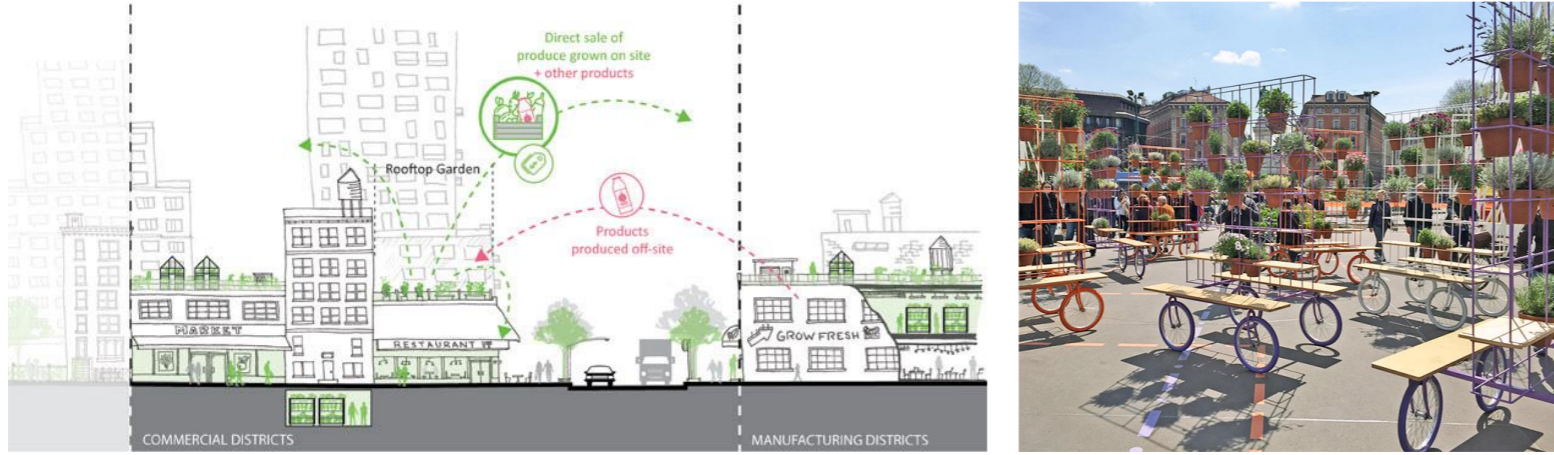 Direct sale of
produce grown on site
+ other products
Rooftop Garden
Products
produced off-site
MARKET
RESTAURANT
GROW FRESH
COMMERCIAL DISTRICTS
MANUFACTURING DISTRICTS